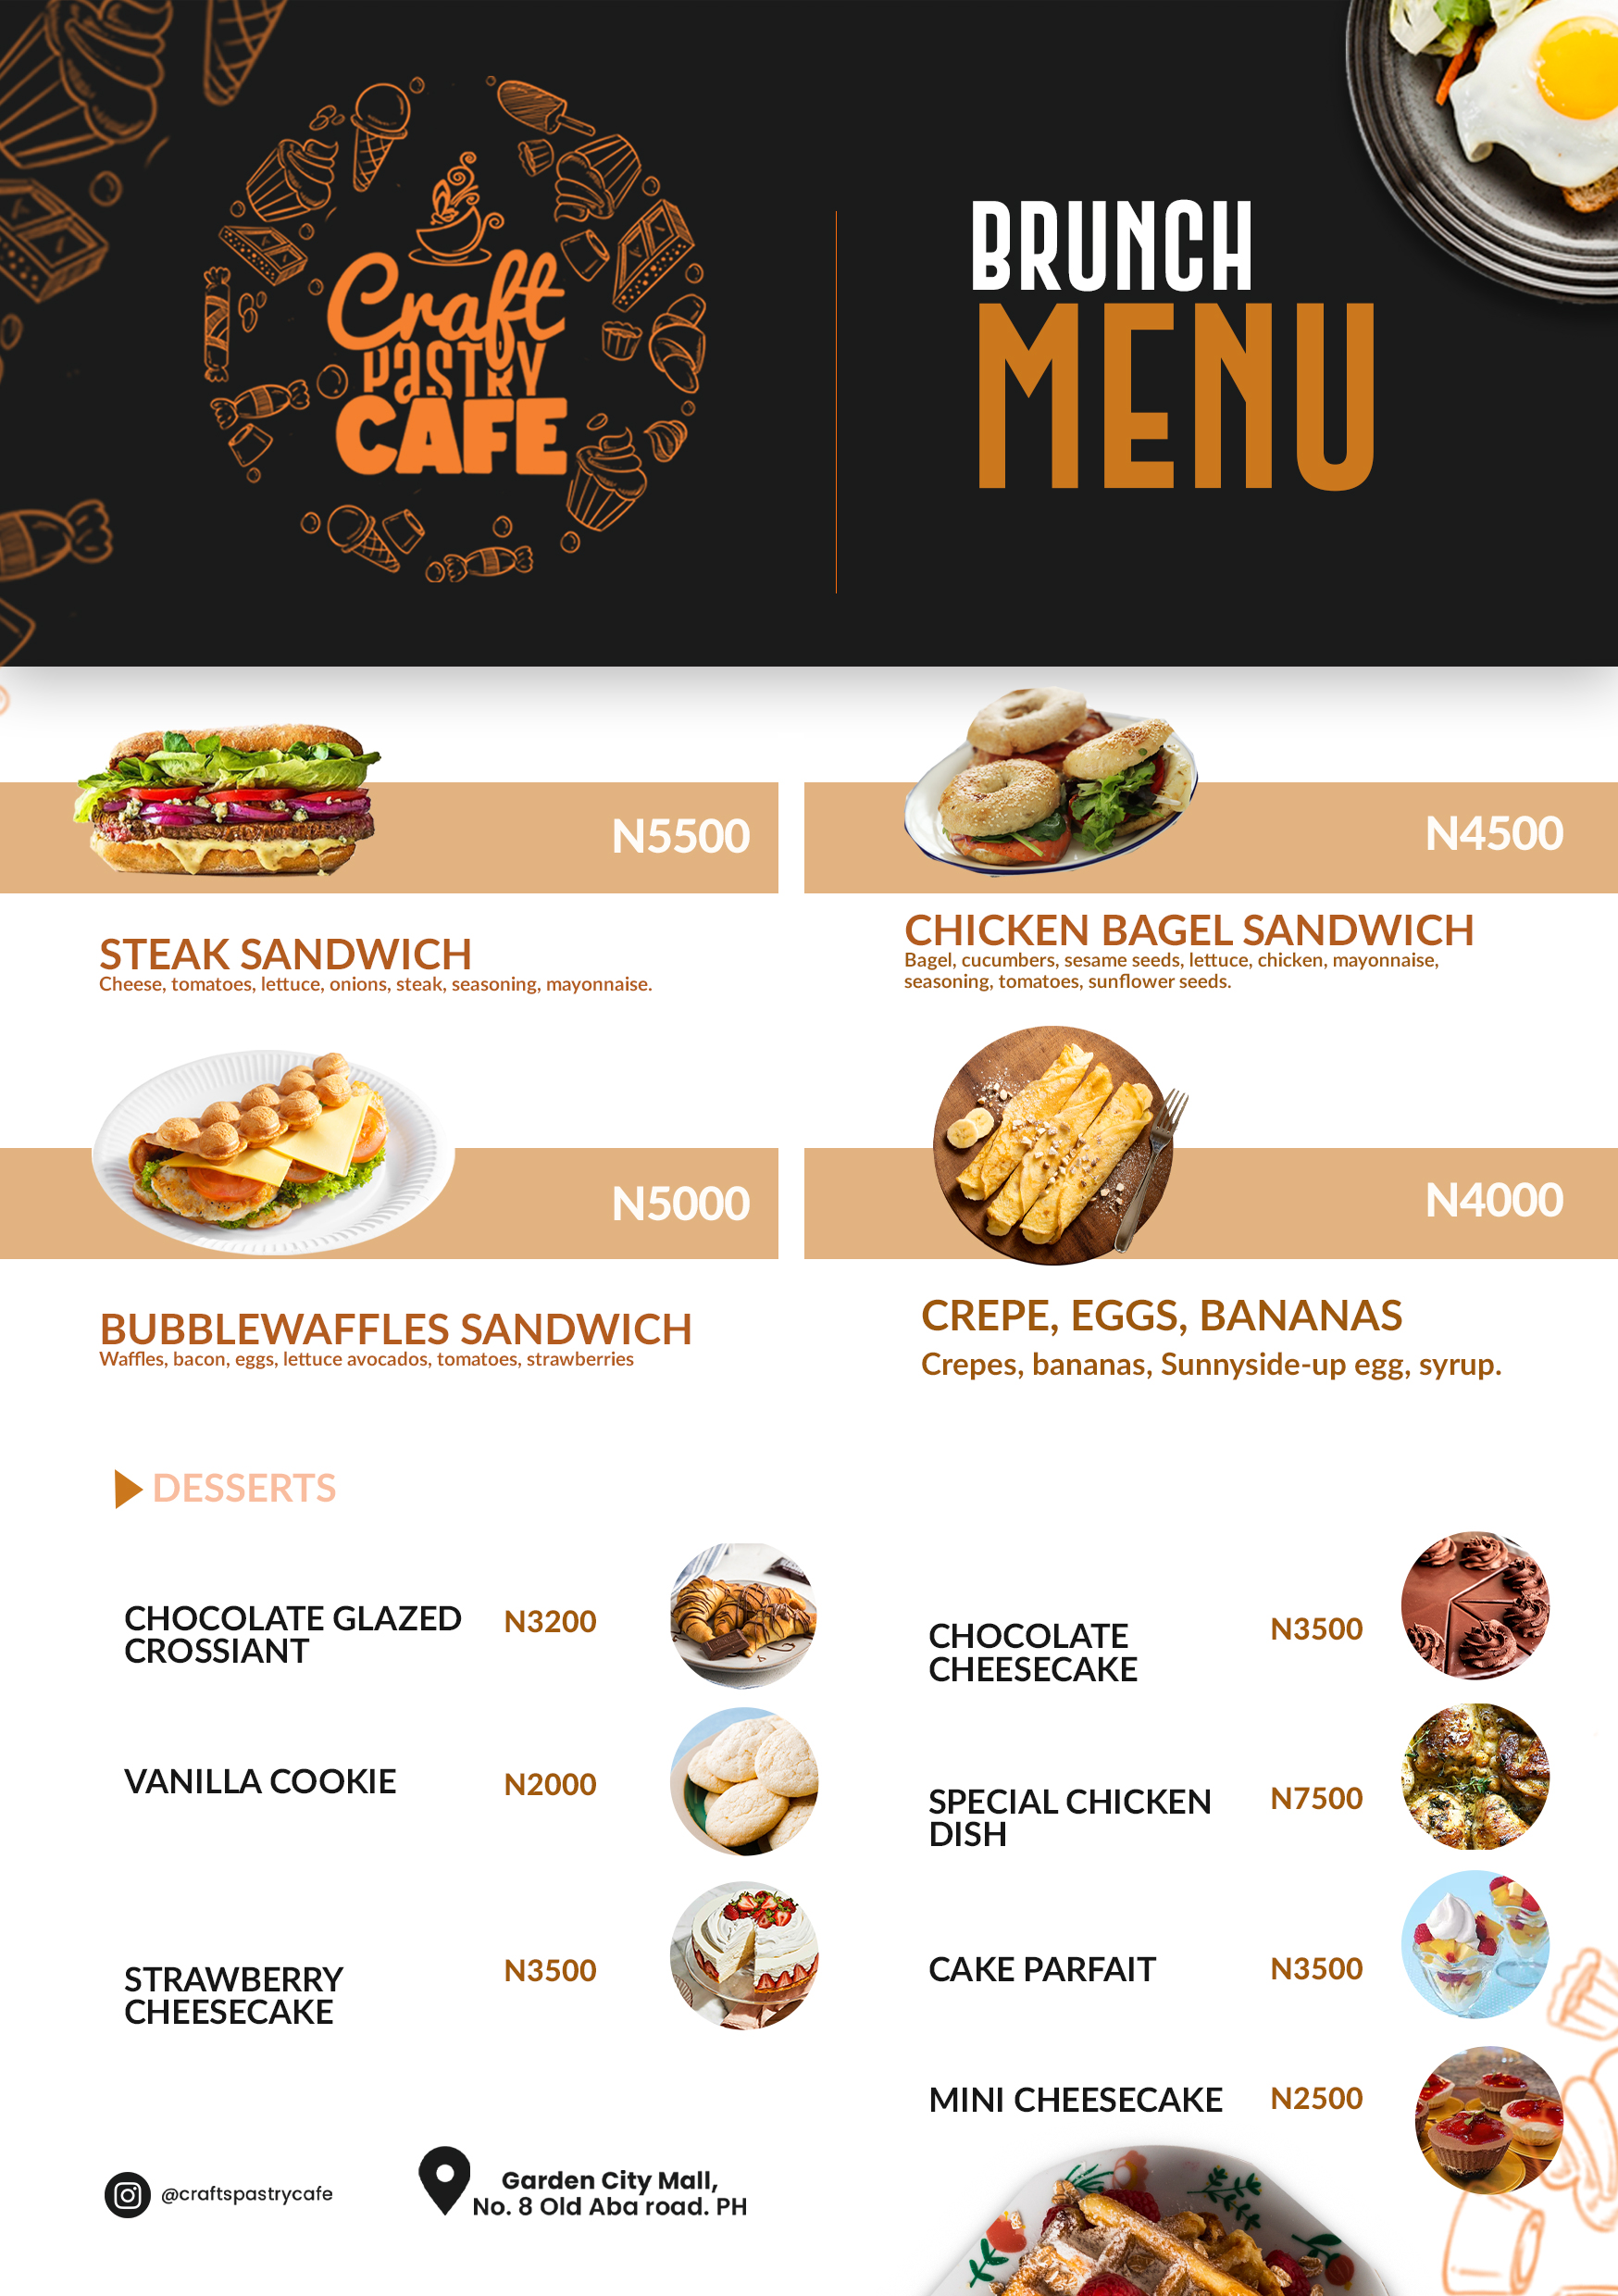 Craft
PASTRY
CAFE
BRUNCH
MENU
N5500
STEAK SANDWICH
Cheese, tomatoes, lettuce, onions, steak, seasoning, mayonnaise.
N4500
CHICKEN BAGEL SANDWICH
Bagel, cucumbers, sesame seeds, lettuce, chicken, mayonnaise,
seasoning, tomatoes, sunflower seeds.
N5000
BUBBLEWAFFLES SANDWICH
Waffles, bacon, eggs, lettuce avocados, tomatoes, strawberries
N4000
CREPE, EGGS, BANANAS
Crepes, bananas, Sunnyside-up egg, syrup.
DESSERTS
CHOCOLATE GLAZED
CROSSIANT
N3200
VANILLA COOKIE
N2000
STRAWBERRY
CHEESECAKE
N3500
CHOCOLATE
CHEESECAKE
N3500
SPECIAL CHICKEN
DISH
N7500
CAKE PARFAIT
N3500
MINI CHEESECAKE
N2500
@craftspastrycafe
Garden City Mall,
No. 8 Old Aba road. PH